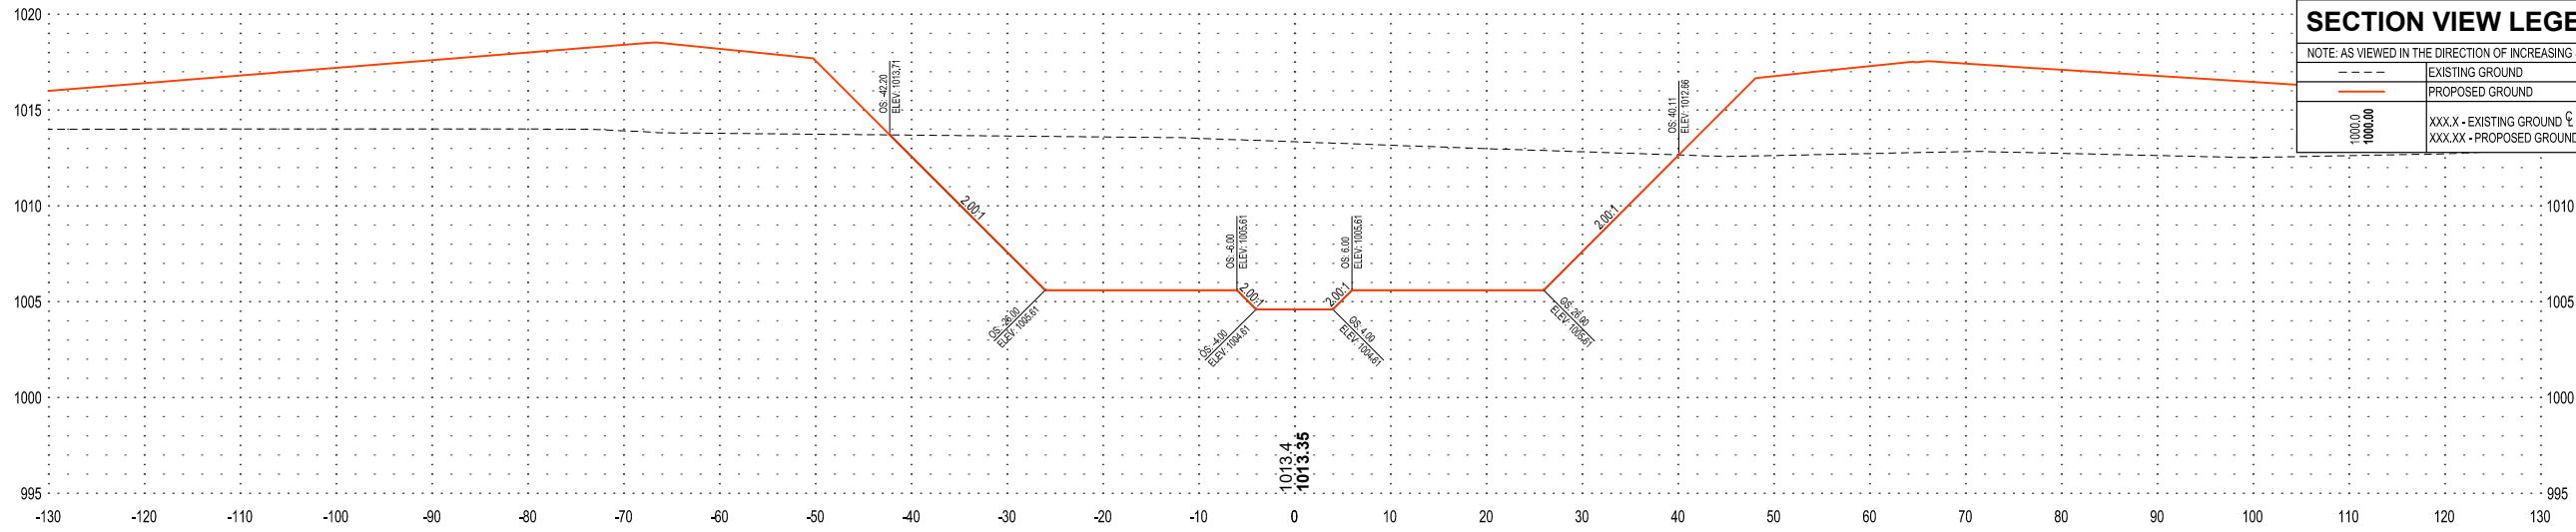 1020
1015
1010
1005
1000
995
SECTION VIEW LEGE
NOTE: AS VIEWED IN THE DIRECTION OF INCREASING
EXISTING GROUND
PROPOSED GROUND
1000.0
1000.00
XXX.X - EXISTING GROUND ℄
XXX.XX - PROPOSED GROUND
OS: -42.20
ELEV: 1013.71
OS: 40.11
ELEV: 1012.66
2.00:1
2.00:1
OS: -6.00
ELEV: 1005.61
OS: 6.00
ELEV: 1005.61
2.00:1
2.00:1
OS: -26.00
ELEV: 1005.61
OS: -4.00
ELEV: 1004.61
OS: 4.00
ELEV: 1004.61
OS: 26.00
ELEV: 1005.61
1010
1005
1000
995
1013.4
1013.35
-130 -120 -110 -100 -90 -80 -70 -60 -50 -40 -30 -20 -10 0 10 20 30 40 50 60 70 80 90 100 110 120 130